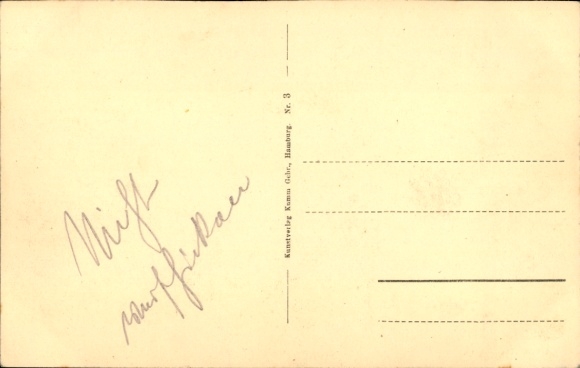 Nicht
Kunstverlag Kamm Gebr., Hamburg. Nr. 3